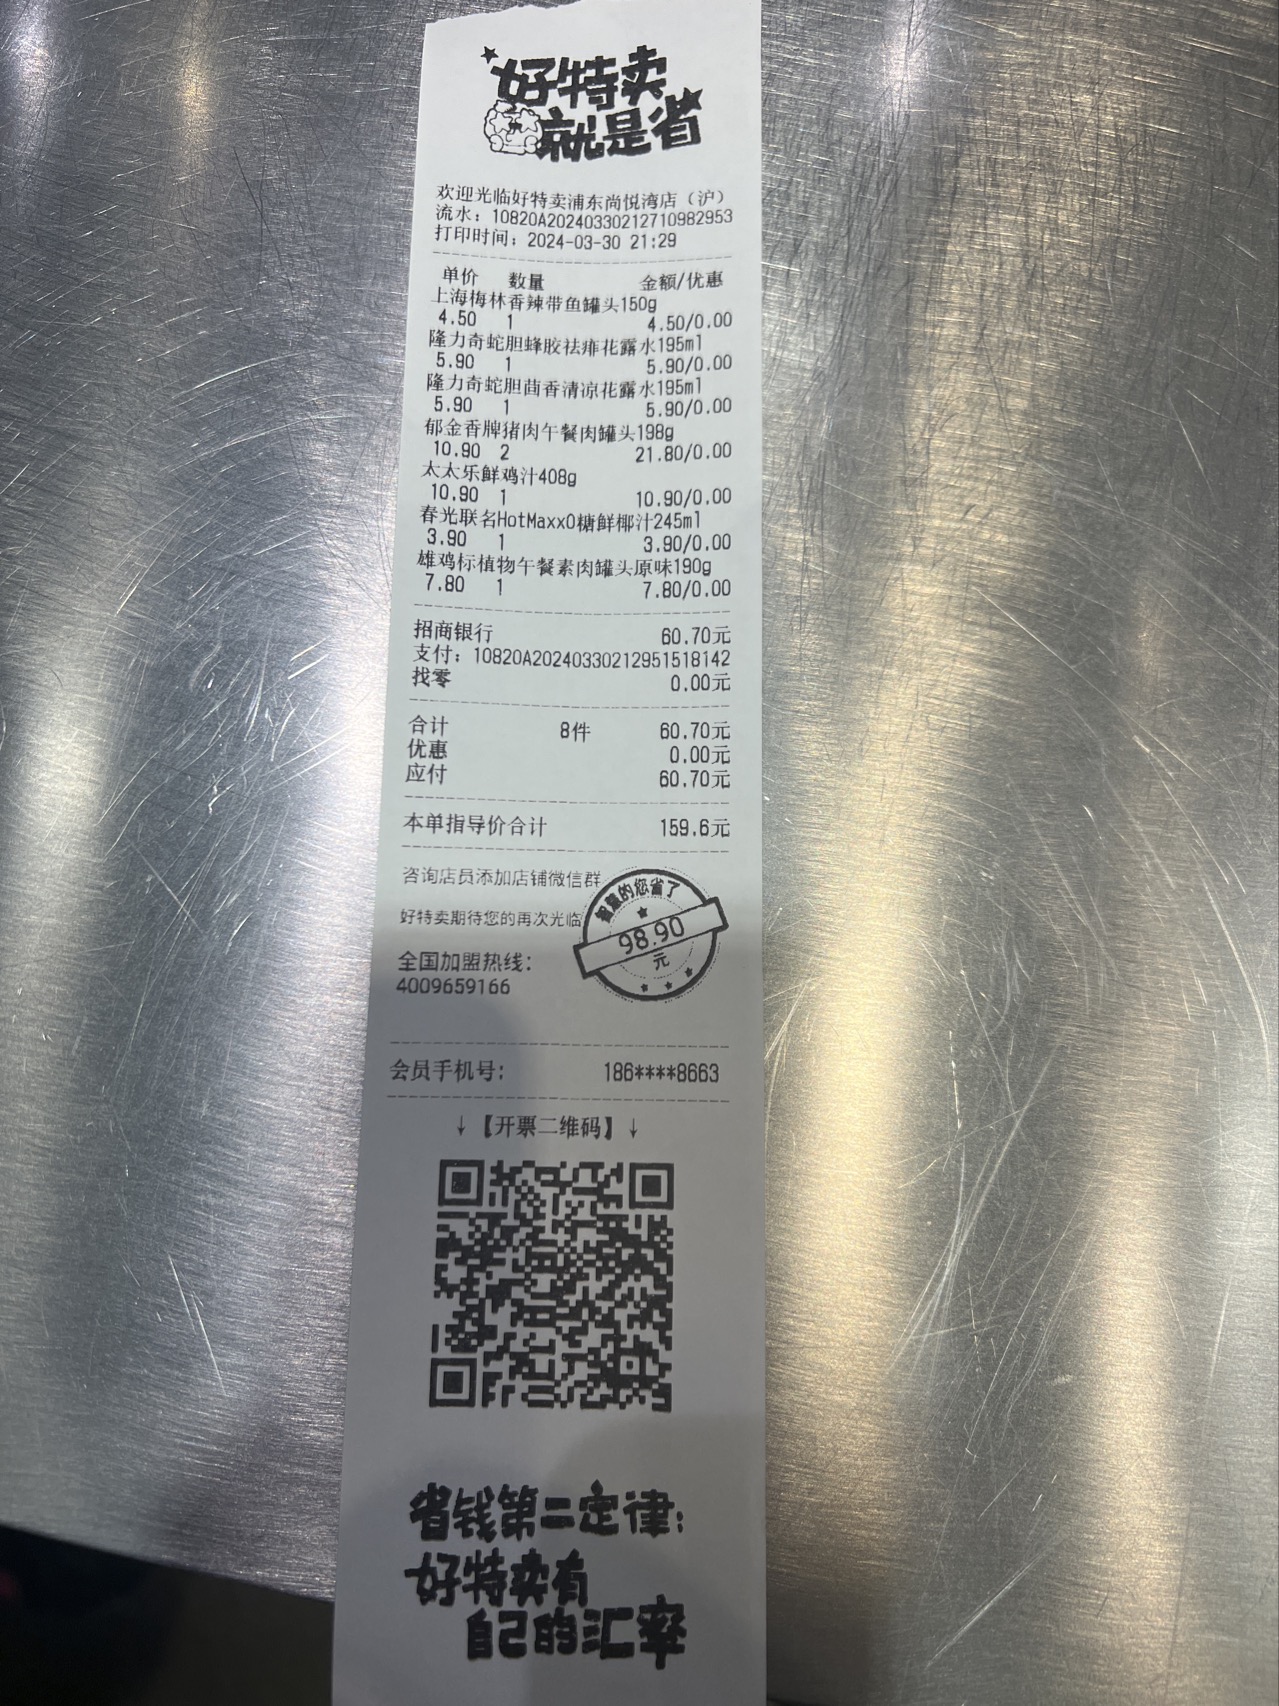 好特卖
就是省
欢迎光临好特卖浦东尚悦湾店（沪）
流水：10820A20240330212710982953
打印时间：2024-03-30 21:29
单价 数量 金额/优惠
上海梅林香辣带鱼罐头150g
4.50 1 4.50/0.00
隆力奇蛇胆蜂胶祛痱花露水195ml
5.90 1 5.90/0.00
隆力奇蛇胆茴香清凉花露水195ml
5.90 1 5.90/0.00
郁金香牌猪肉午餐肉罐头198g
10.90 2 21.80/0.00
太太乐鲜鸡汁408g
10.90 1 10.90/0.00
春光联名HotMaxx0糖鲜椰汁245ml
3.90 1 3.90/0.00
雄鸡标植物午餐素肉罐头原味190g
7.80 1 7.80/0.00
招商银行 60.70元
支付：10820A20240330212951518142
找零 0.00元
合计 8件 60.70元
优惠 0.00元
应付 60.70元
本单指导价合计 159.6元
咨询店员添加店铺微信群
智慧的您省了
98.90
元
好特卖期待您的再次光临
全国加盟热线：
4009659166
会员手机号： 186****8663
↓【开票二维码】↓
省钱第二定律：
好特卖有
自己的汇率